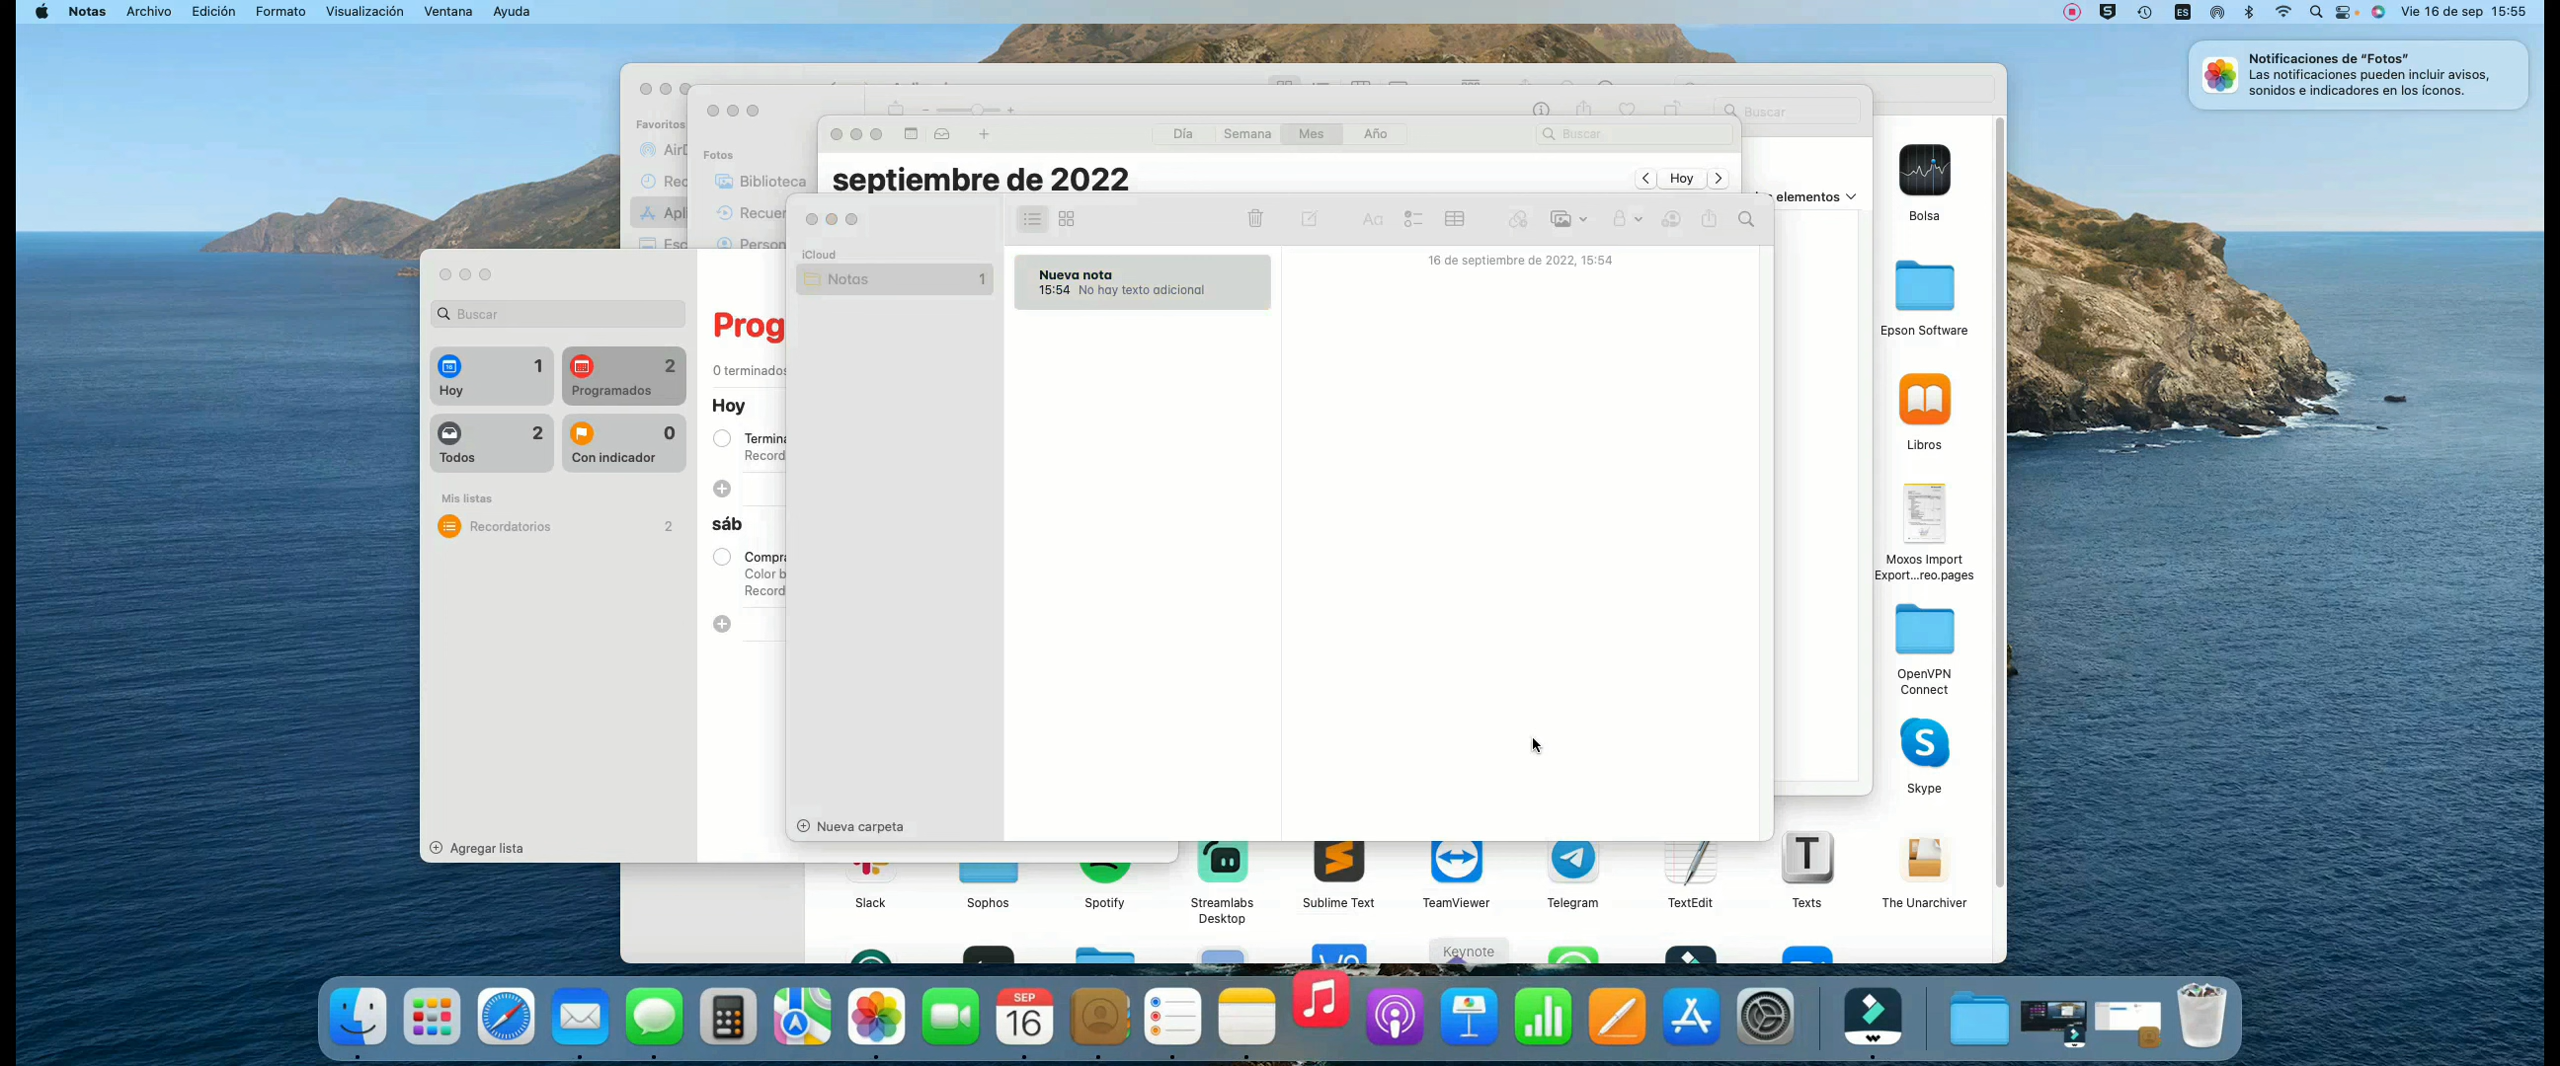 Notas Archivo Edición Formato Visualización Ventana Ayuda
ES Vie 16 de sep 15:55
Notificaciones de “Fotos”
Las notificaciones pueden incluir avisos,
sonidos e indicadores en los íconos.
Favoritos
Fotos
Biblioteca
Buscar
Día Semana Mes Año Buscar
septiembre de 2022
Hoy
elementos
iCloud
Notas 1
Nueva nota
15:54 No hay texto adicional
16 de septiembre de 2022, 15:54
Aa
Nueva carpeta
Buscar
1
Hoy
2
Programados
2
Todos
0
Con indicador
Mis listas
Recordatorios 2
Agregar lista
0 terminados
Hoy
sáb
Bolsa
Epson Software
Libros
Moxos Import
Export...reo.pages
OpenVPN
Connect
S
Skype
Slack
Sophos
Spotify
Streamlabs
Desktop
Sublime Text
TeamViewer
Telegram
TextEdit
T
Texts
The Unarchiver
Keynote
SEP
16